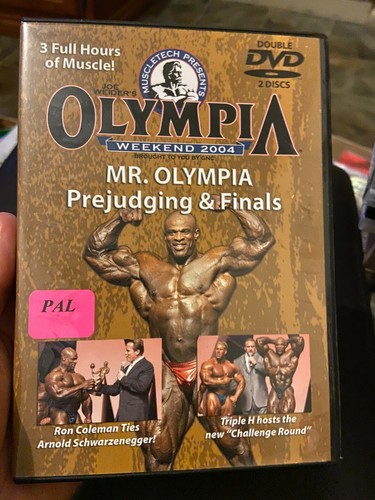 3 Full Hours
of Muscle!
MUSCLETECH PRESENTS
DOUBLE
DVD
2 DISCS
JOE
WEIDER'S
OLYMPIA
WEEKEND 2004
BROUGHT TO YOU BY GNC
MR. OLYMPIA
Prejudging & Finals
PAL
Ron Coleman Ties
Arnold Schwarzenegger!
Triple H hosts the
new "Challenge Round"